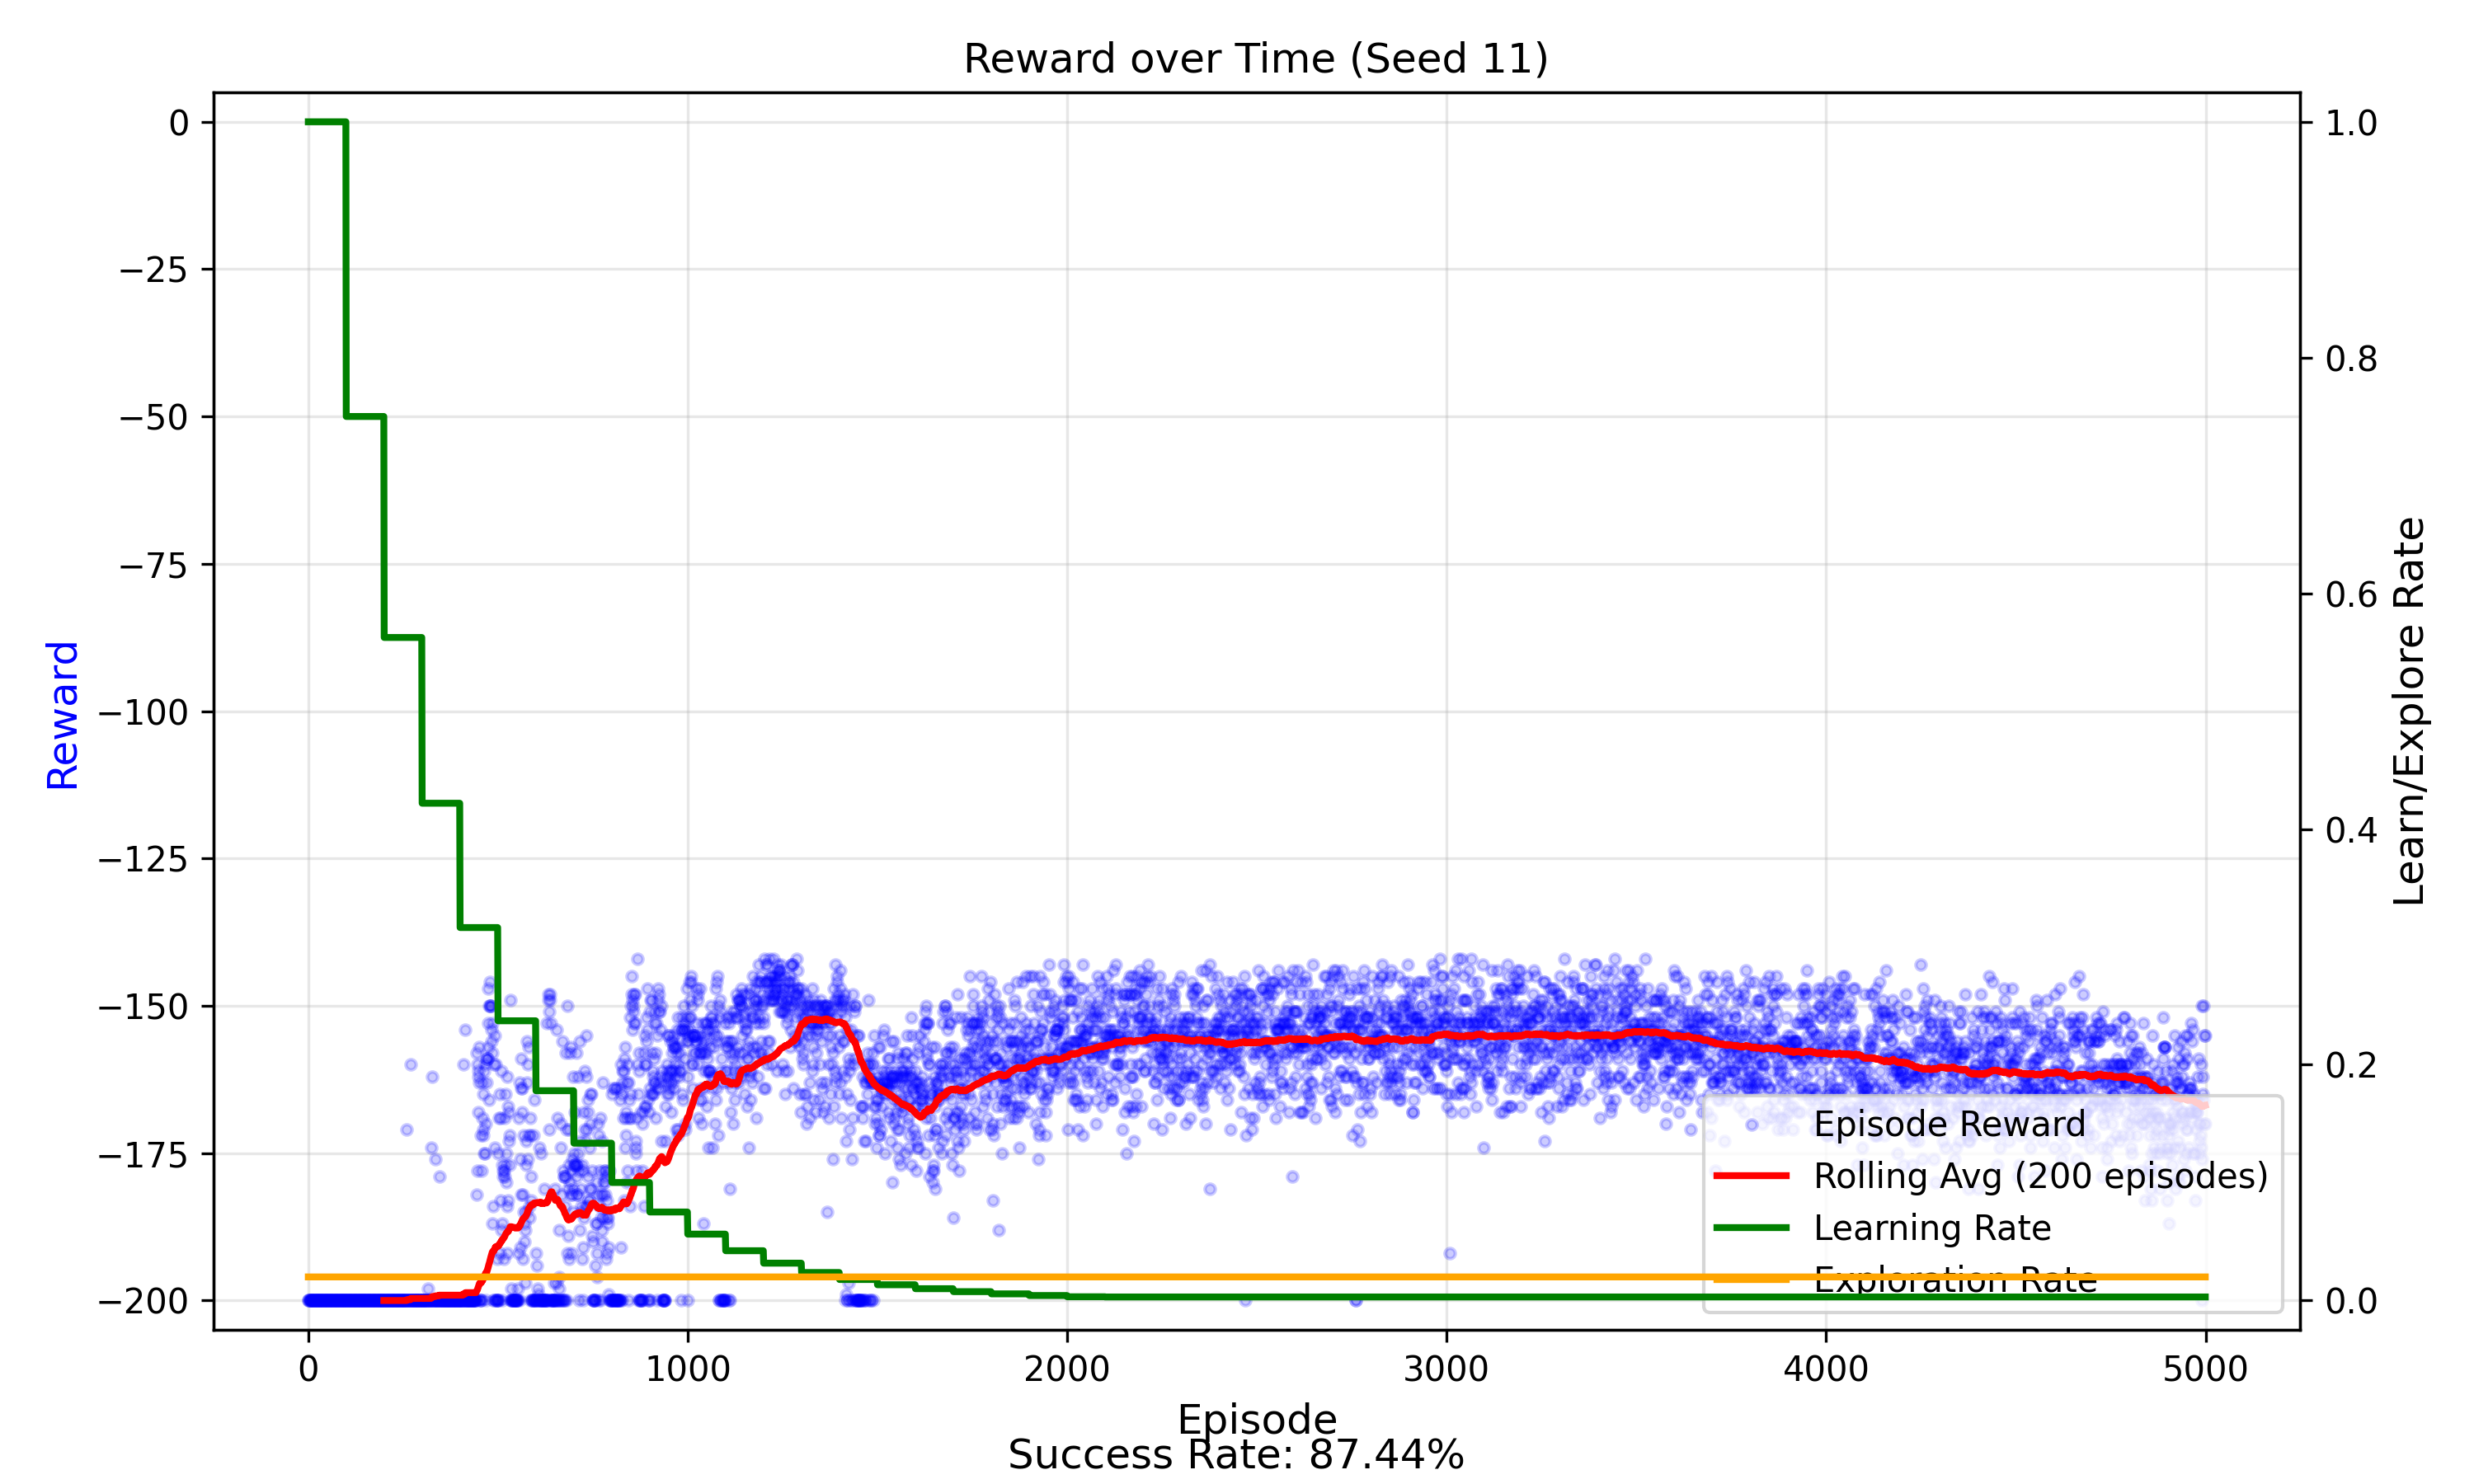 Reward over Time (Seed 11)
0
−25
−50
−75
−100
−125
−150
−175
−200
Reward
1.0
0.8
0.6
0.4
0.2
0.0
Learn/Explore Rate
Episode Reward
Rolling Avg (200 episodes)
Learning Rate
Exploration Rate
0 1000 2000 3000 4000 5000
Episode
Success Rate: 87.44%